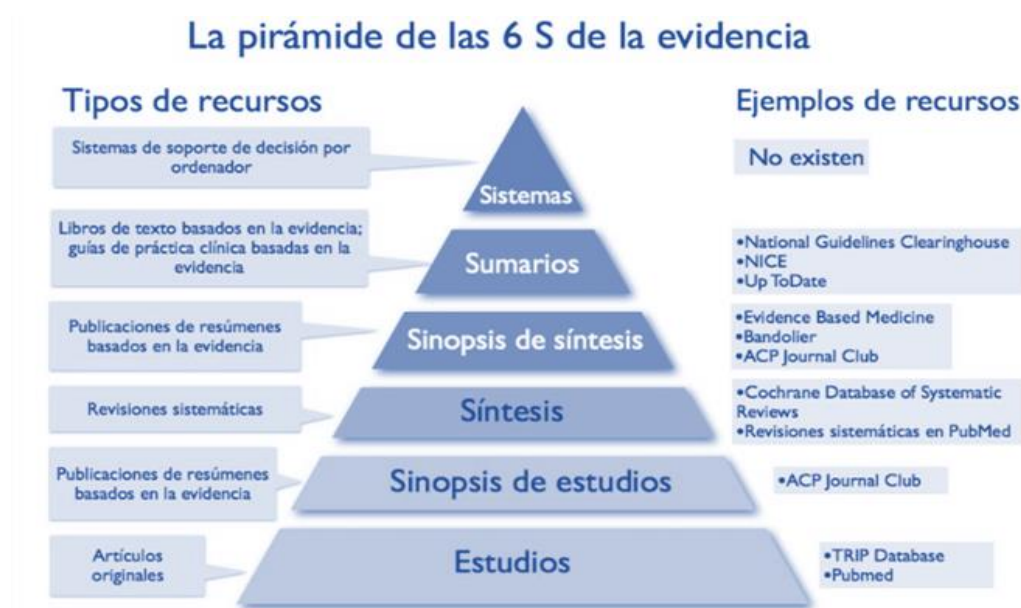 La pirámide de las 6 S de la evidencia
Tipos de recursos
Ejemplos de recursos
Sistemas de soporte de decisión por
ordenador
Sistemas
No existen
Libros de texto basados en la evidencia;
guías de práctica clínica basadas en la
evidencia
Sumarios
•National Guidelines Clearinghouse
•NICE
•Up ToDate
Publicaciones de resúmenes
basados en la evidencia
Sinopsis de síntesis
•Evidence Based Medicine
•Bandolier
•ACP Journal Club
Revisiones sistemáticas
Síntesis
•Cochrane Database of Systematic
Reviews
•Revisiones sistemáticas en PubMed
Publicaciones de resúmenes
basados en la evidencia
Sinopsis de estudios
•ACP Journal Club
Artículos
originales
Estudios
•TRIP Database
•Pubmed